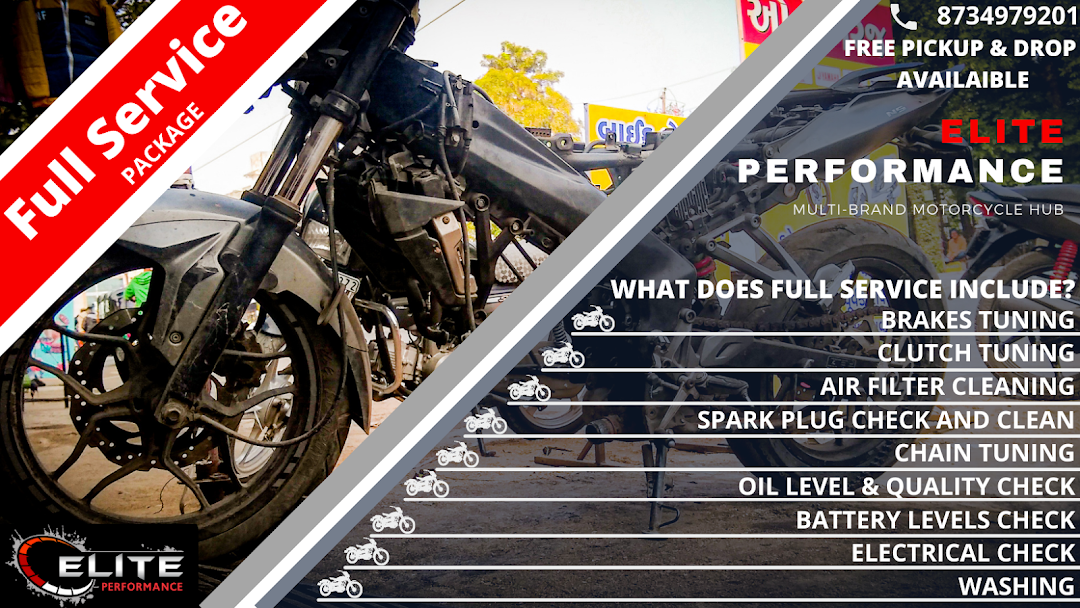 Full Service
PACKAGE
8734979201
FREE PICKUP & DROP
AVAILAIBLE
ELITE
PERFORMANCE
MULTI-BRAND MOTORCYCLE HUB
WHAT DOES FULL SERVICE INCLUDE?
BRAKES TUNING
CLUTCH TUNING
AIR FILTER CLEANING
SPARK PLUG CHECK AND CLEAN
CHAIN TUNING
OIL LEVEL & QUALITY CHECK
BATTERY LEVELS CHECK
ELECTRICAL CHECK
WASHING
બાઈક
ELITE
PERFORMANCE